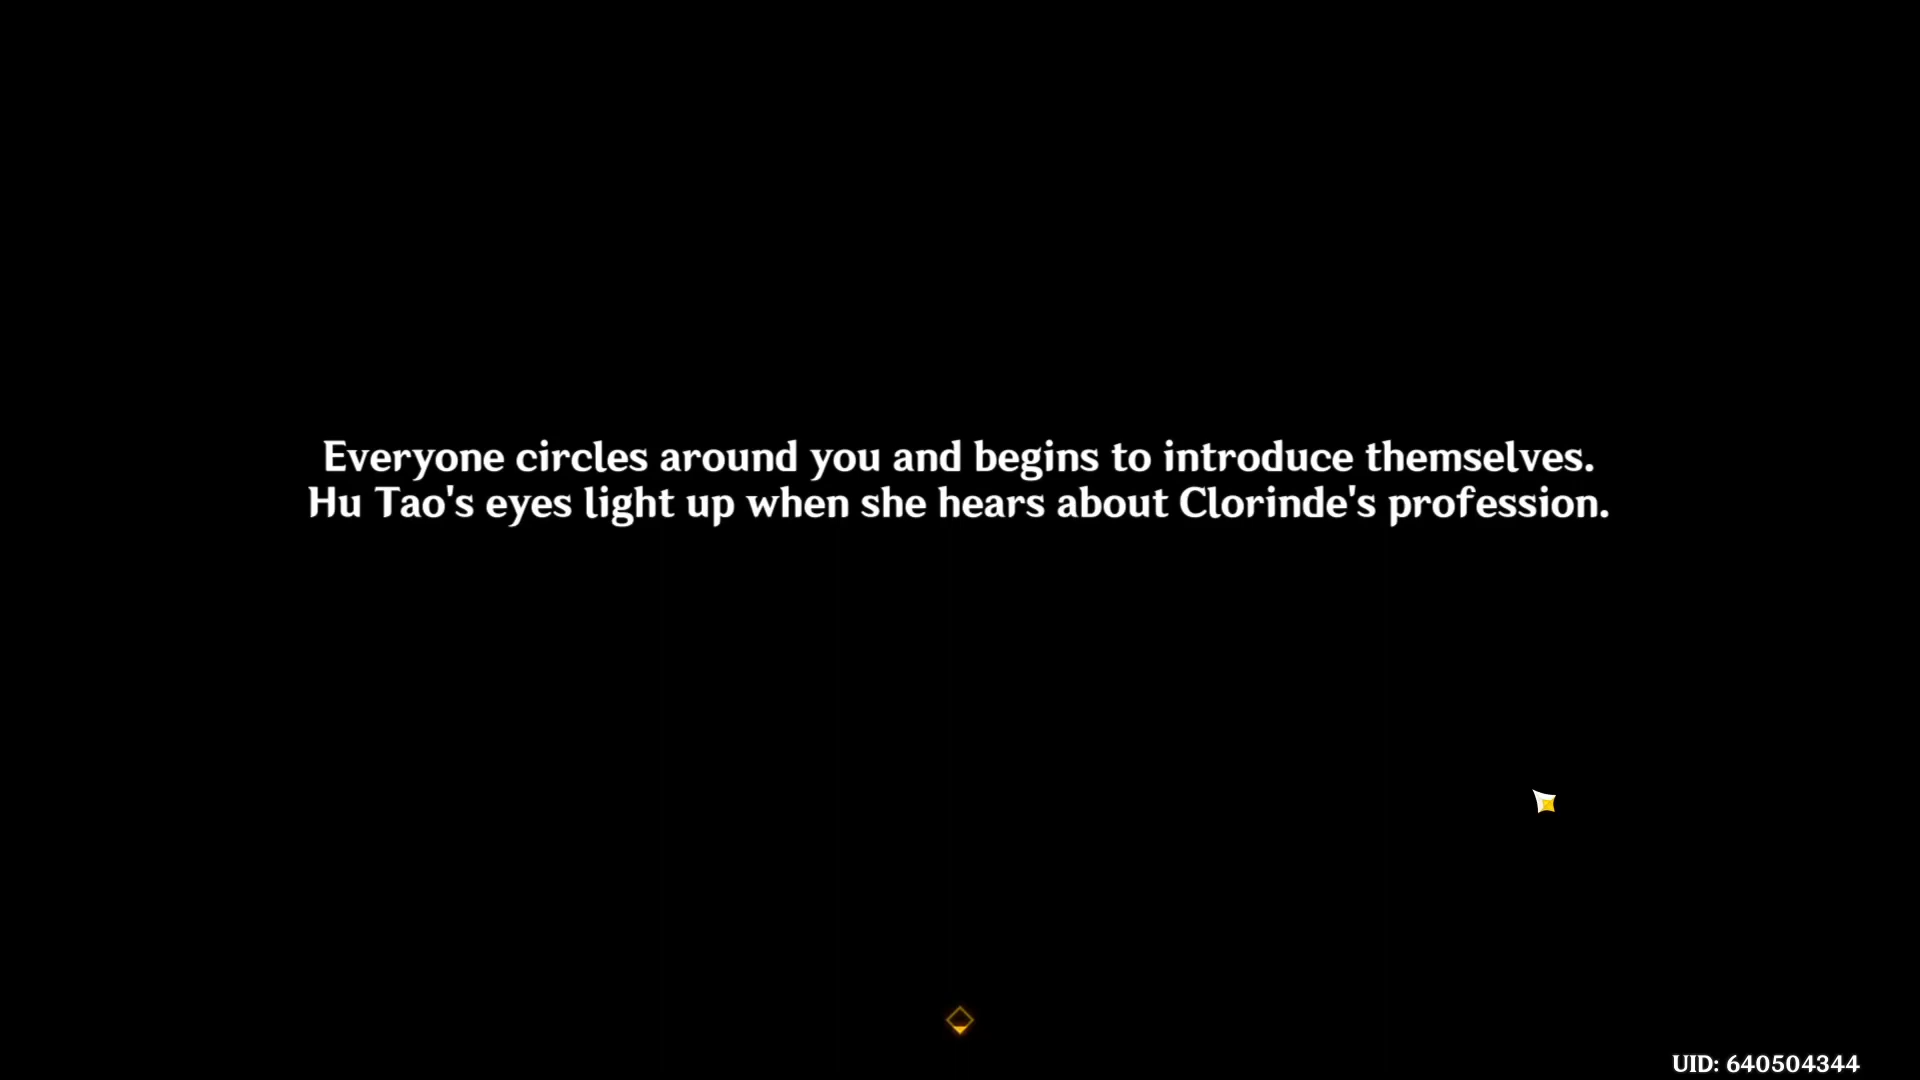 Everyone circles around you and begins to introduce themselves.
Hu Tao's eyes light up when she hears about Clorinde's profession.
UID: 640504344